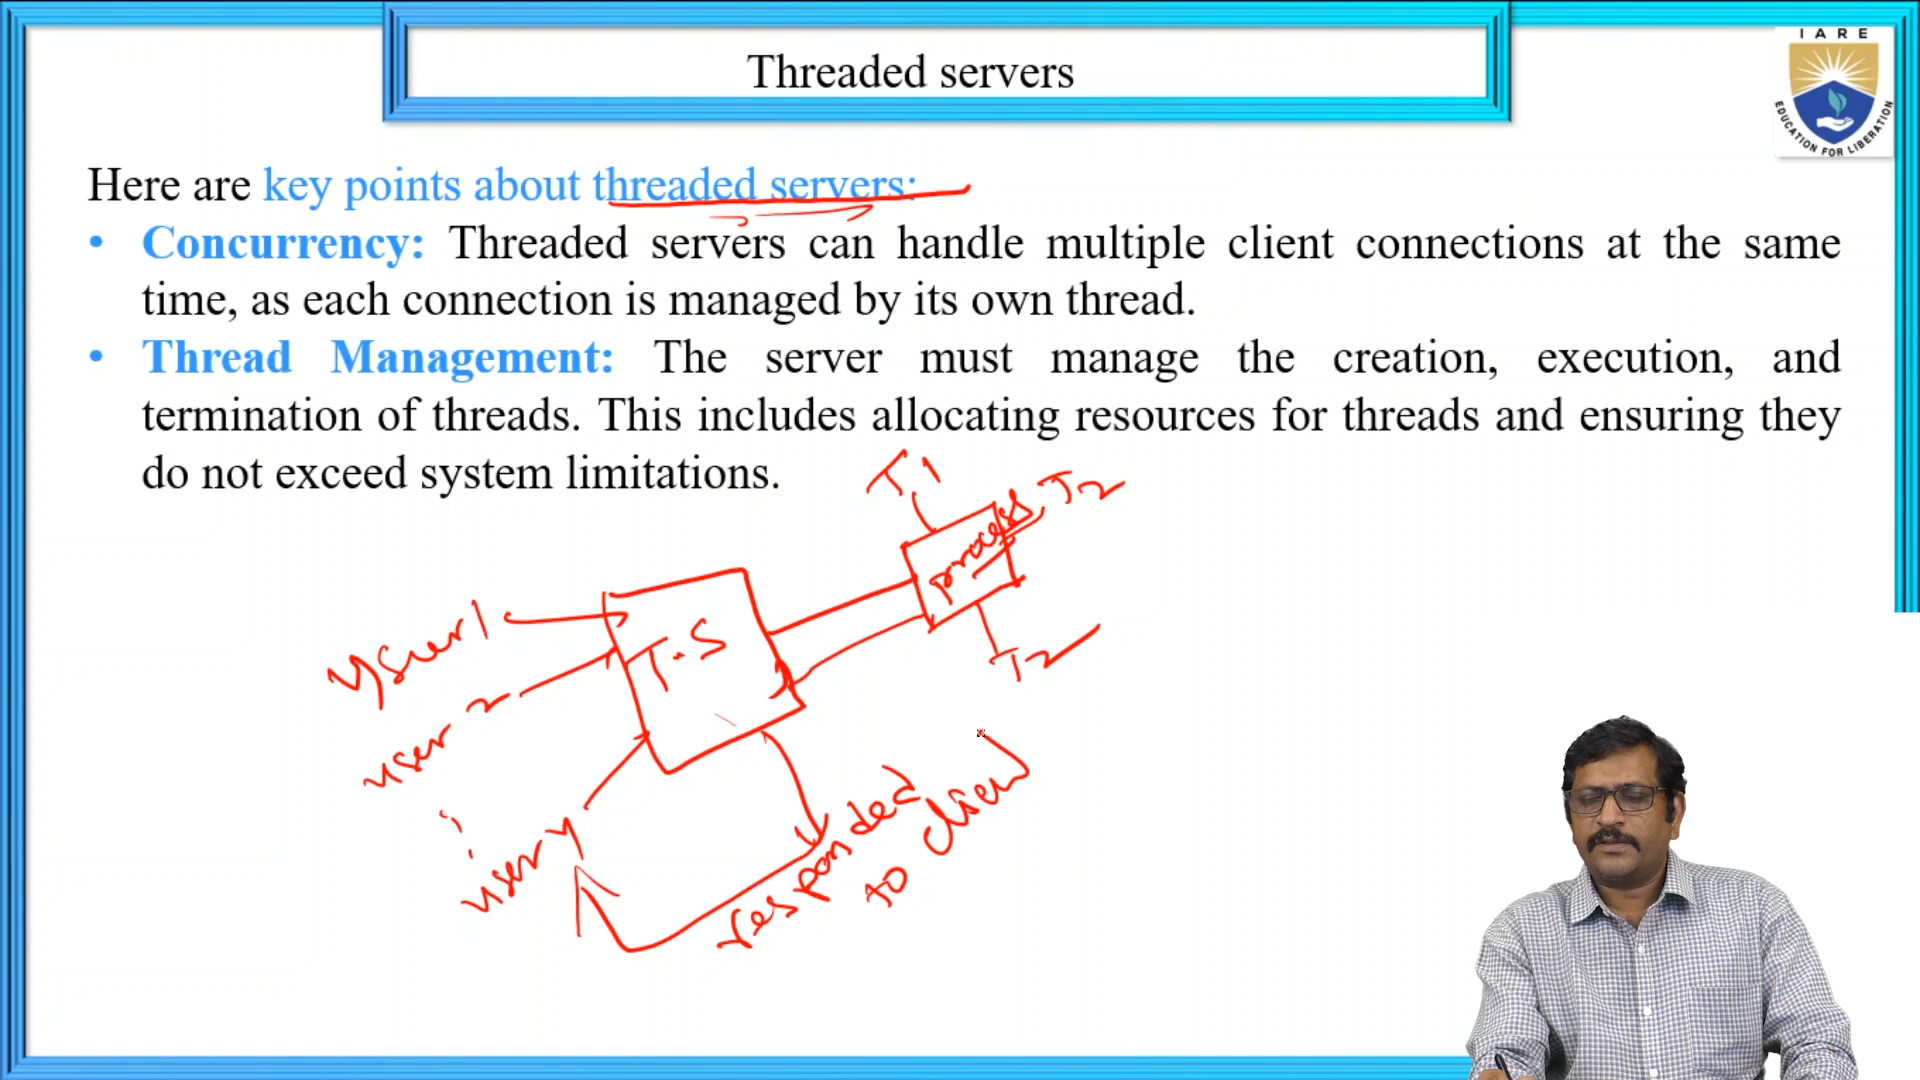 Threaded servers
IARE
EDUCATION FOR LIBERATION
Here are key points about threaded servers:
• Concurrency: Threaded servers can handle multiple client connections at the same
time, as each connection is managed by its own thread.
• Thread Management: The server must manage the creation, execution, and
termination of threads. This includes allocating resources for threads and ensuring they
do not exceed system limitations.
T1
T2
process
user1
T.S
T2
user 2
user
responded
to client